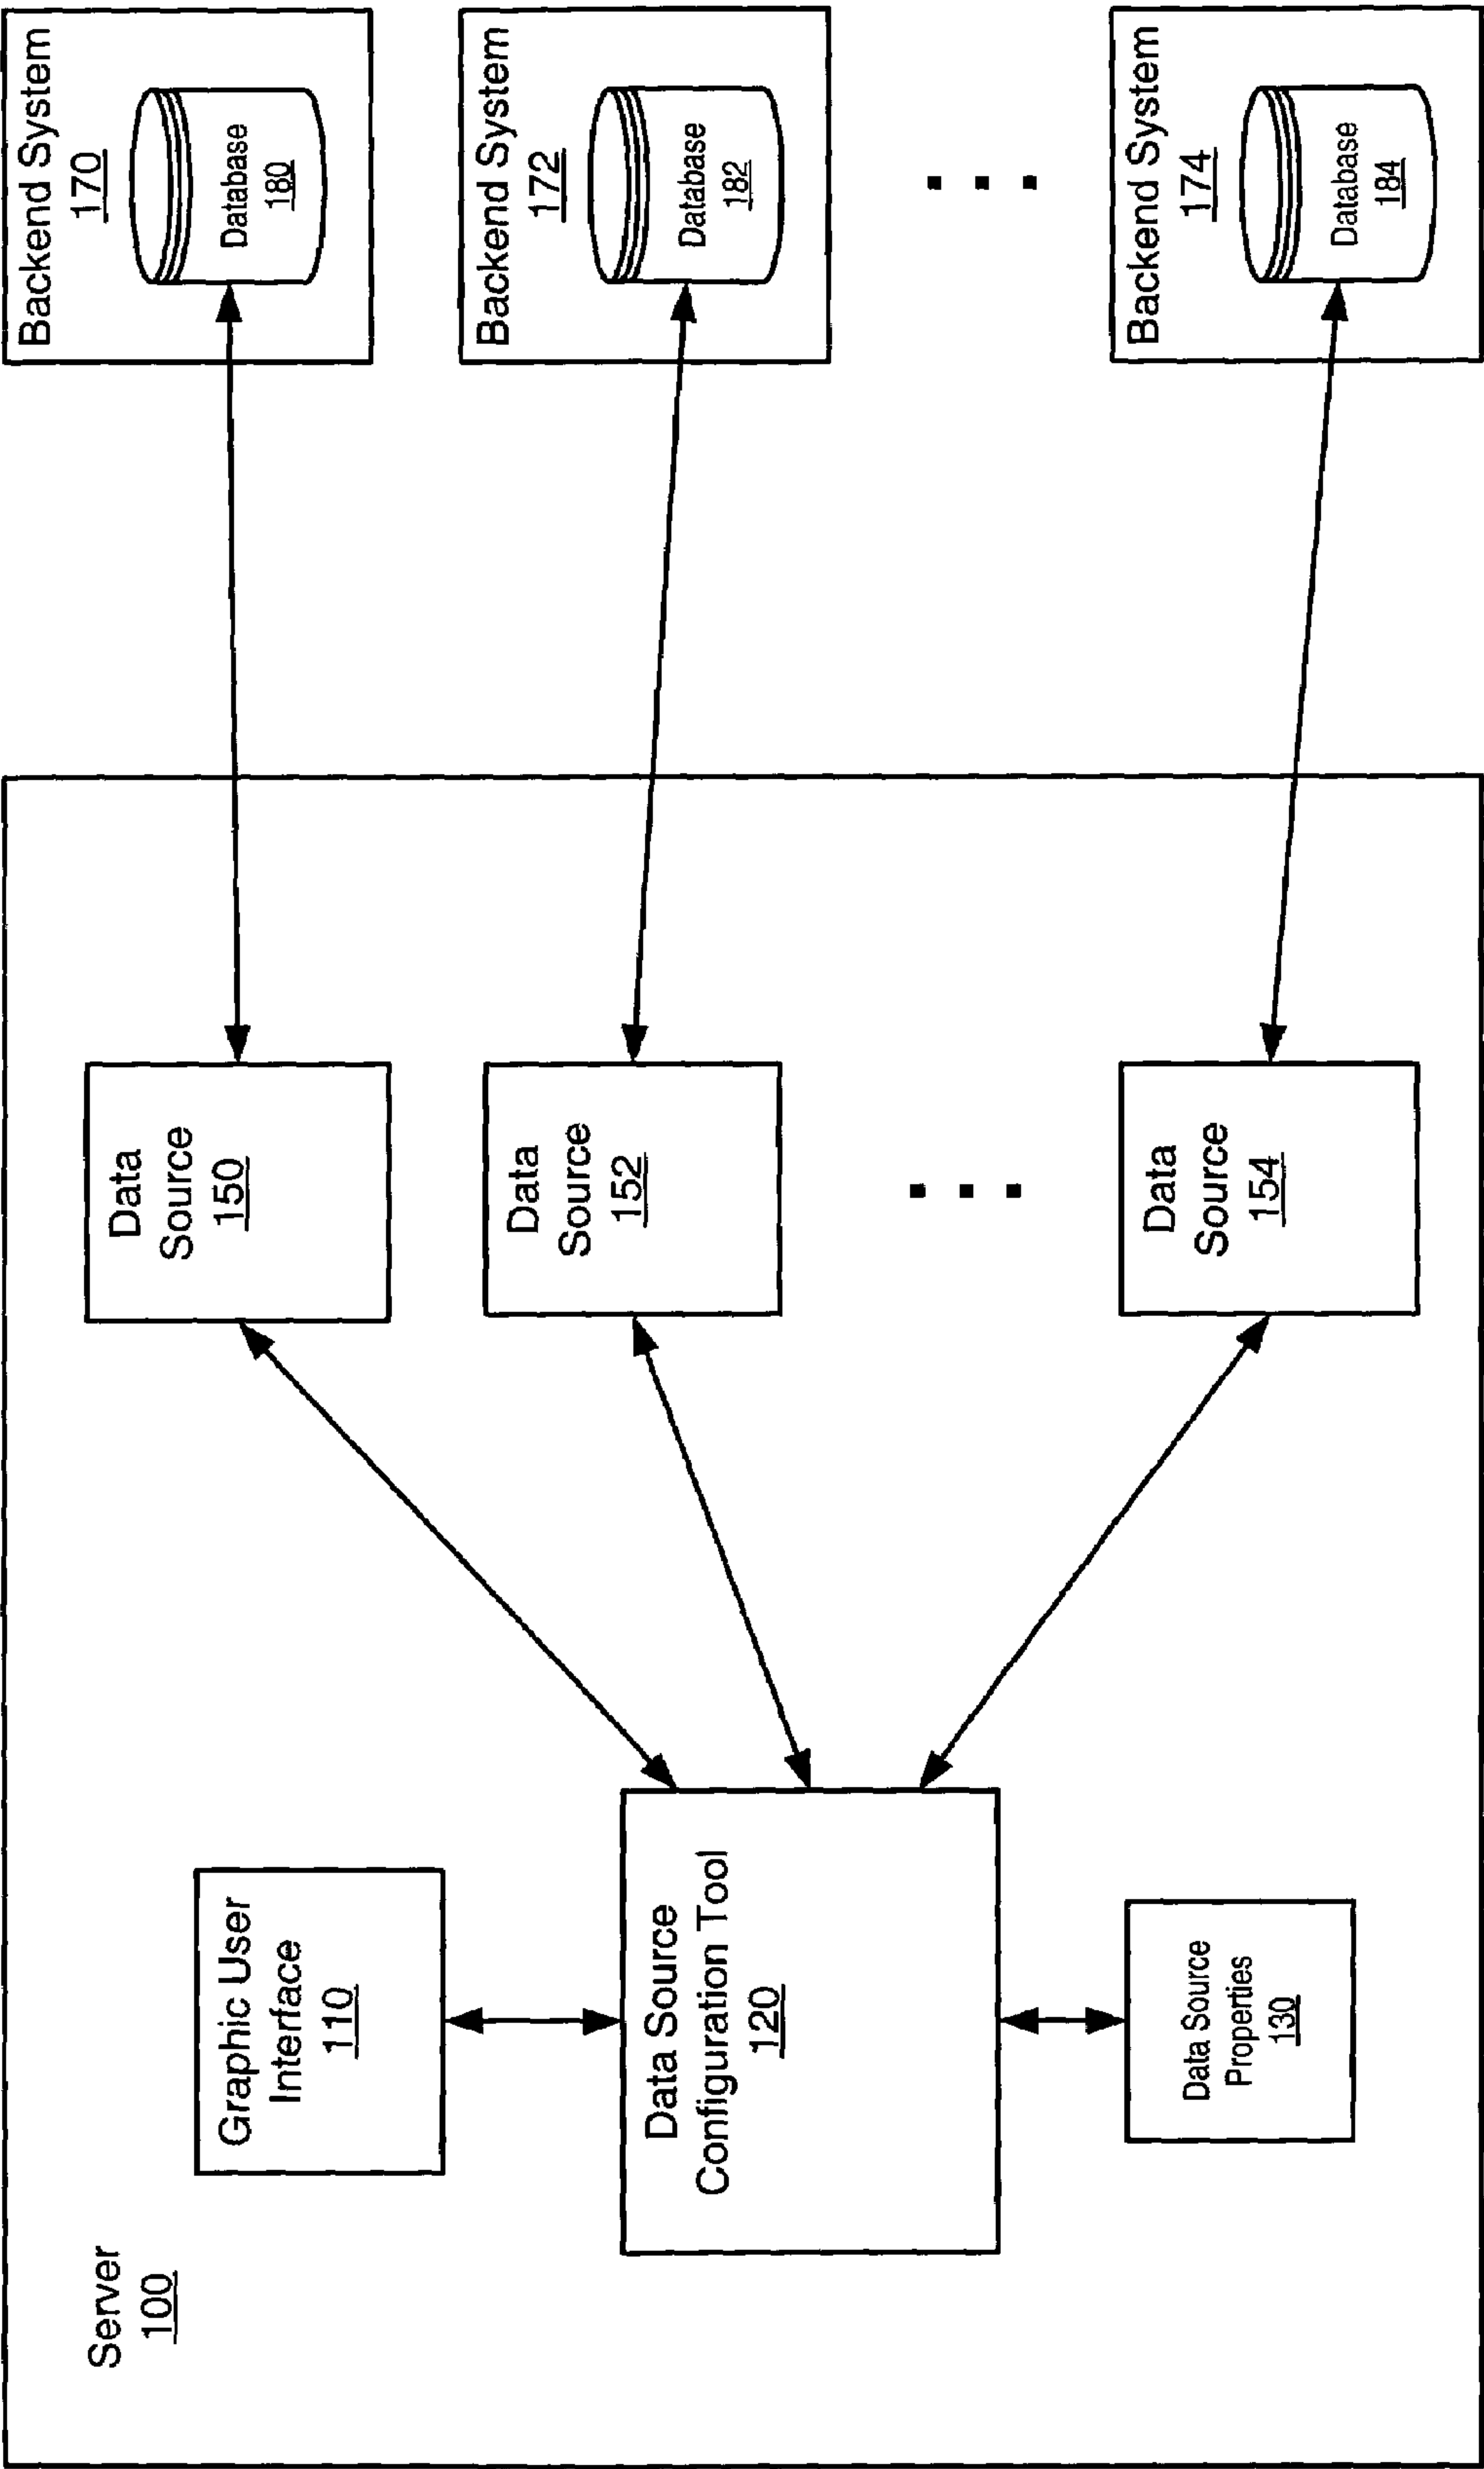 Server
100
Graphic User
Interface
110
Data Source
Configuration Tool
120
Data Source
Properties
130
Data
Source
150
Data
Source
152
Data
Source
154
Backend System
170
Database
180
Backend System
172
Database
182
Backend System
174
Database
184